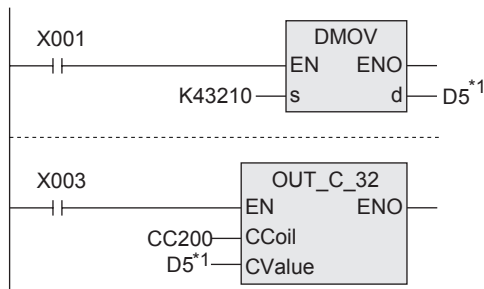 X001
DMOV
EN ENO
K43210 s d D5*1
X003
OUT_C_32
EN ENO
CC200 CCoil
D5*1 CValue